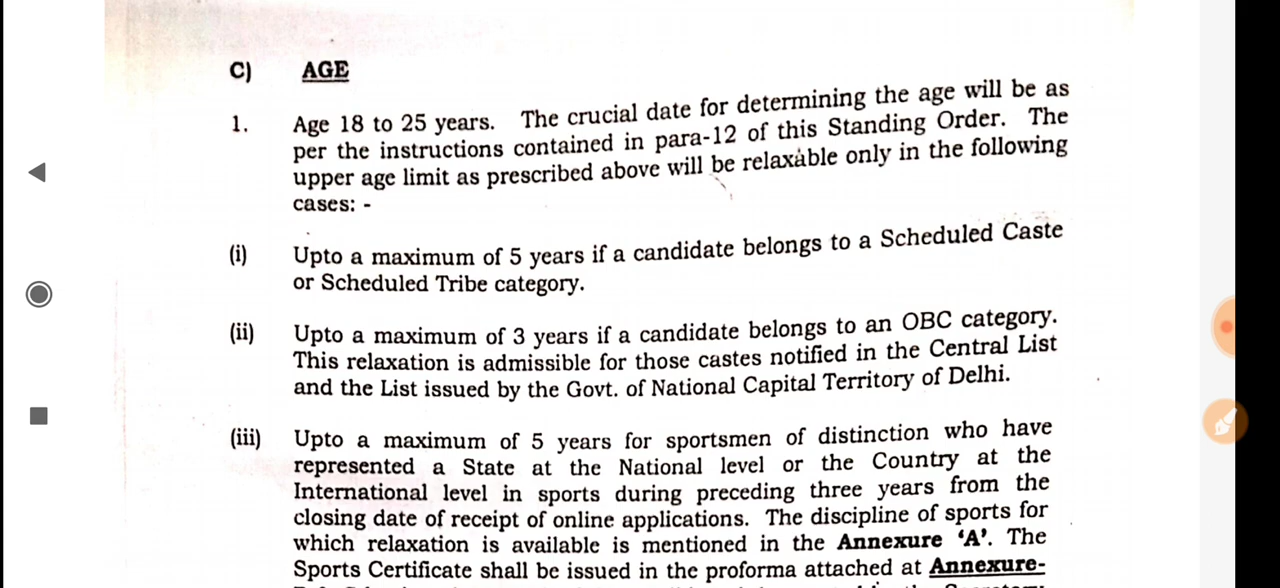 C) AGE
1. Age 18 to 25 years. The crucial date for determining the age will be as
per the instructions contained in para-12 of this Standing Order. The
upper age limit as prescribed above will be relaxable only in the following
cases: -
(i) Upto a maximum of 5 years if a candidate belongs to a Scheduled Caste
or Scheduled Tribe category.
(ii) Upto a maximum of 3 years if a candidate belongs to an OBC category.
This relaxation is admissible for those castes notified in the Central List
and the List issued by the Govt. of National Capital Territory of Delhi.
(iii) Upto a maximum of 5 years for sportsmen of distinction who have
represented a State at the National level or the Country at the
International level in sports during preceding three years from the
closing date of receipt of online applications. The discipline of sports for
which relaxation is available is mentioned in the Annexure 'A'. The
Sports Certificate shall be issued in the proforma attached at Annexure-